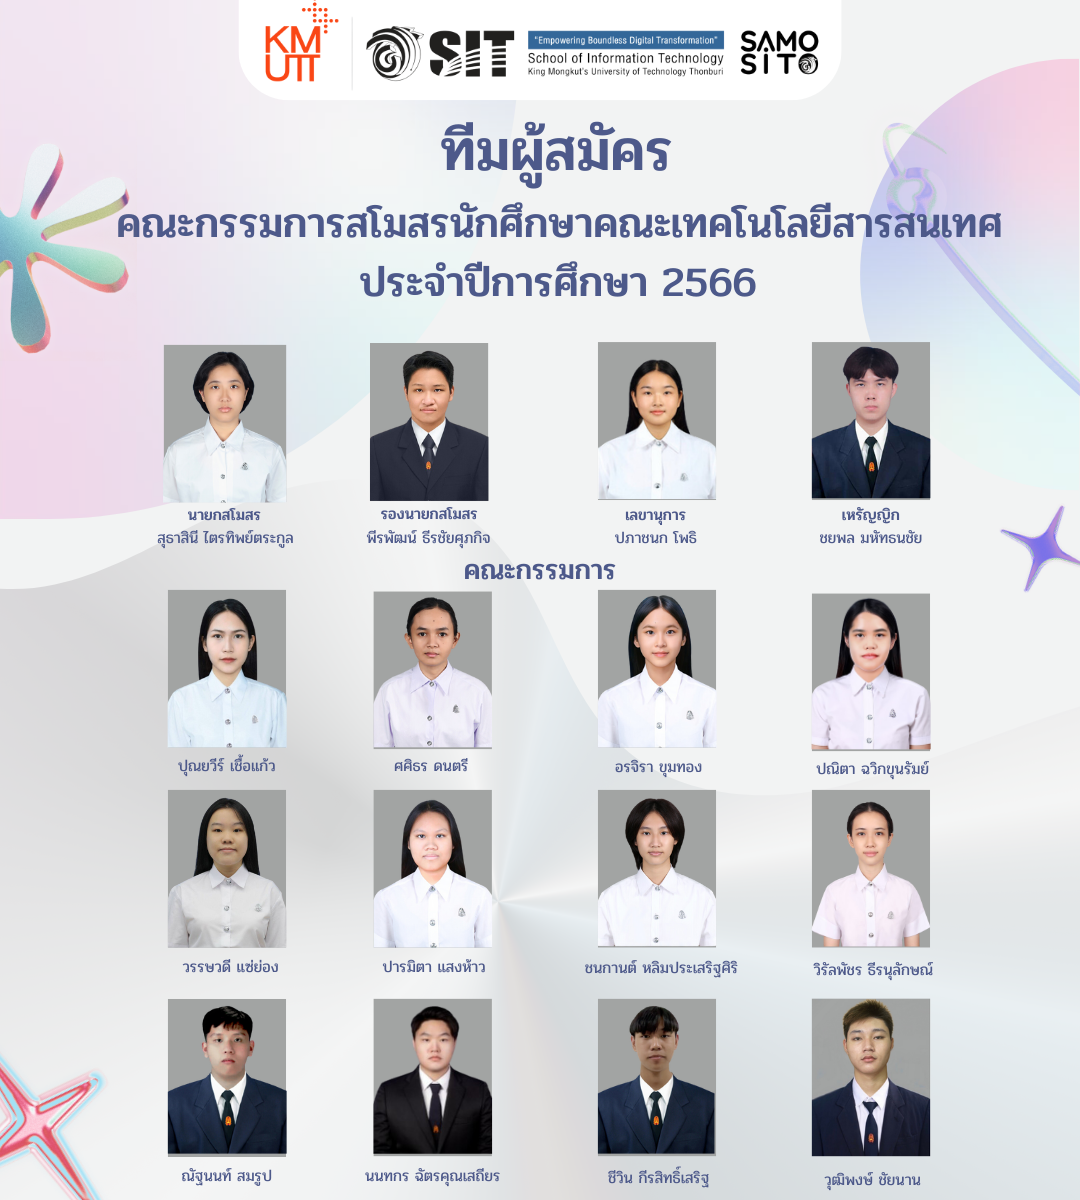 KMUTT
SIT
"Empowering Boundless Digital Transformation"
School of Information Technology
King Mongkut's University of Technology Thonburi
SAMO
SITO
ทีมผู้สมัคร
คณะกรรมการสโมสรนักศึกษาคณะเทคโนโลยีสารสนเทศ
ประจำปีการศึกษา 2566
นายกสโมสร รองนายกสโมสร เลขานุการ เหรัญญิก
สุธาสินี ไตรทิพย์ตระกูล พีรพัฒน์ ธีรชัยศุภกิจ ปภาชนก โพธิ ชยพล มหัทธนชัย
คณะกรรมการ
ปุณยวีร์ เชื้อแก้ว ศศิธร ดนตรี อรจิรา ขุมทอง ปณิตา ฉวิกขุนรัมย์
วรรษวดี แซ่ย่อง ปารมิตา แสงห้าว ชนกานต์ หลิมประเสริฐศิริ วิรัลพัชร ธีรนุลักษณ์
ณัฐนนท์ สมรูป นนทกร ฉัตรคุณเสถียร ชีวิน กีรสิทธิ์เสริฐ วุฒิพงษ์ ชัยนาน